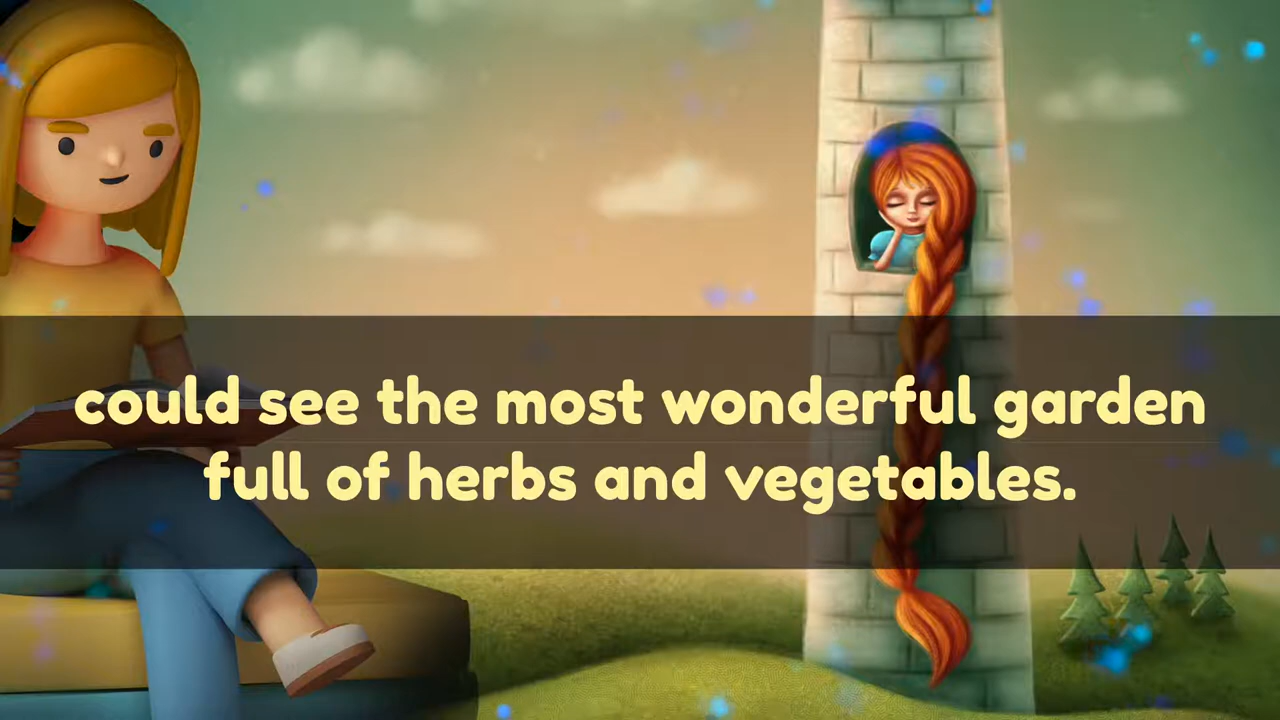 could see the most wonderful garden
full of herbs and vegetables.